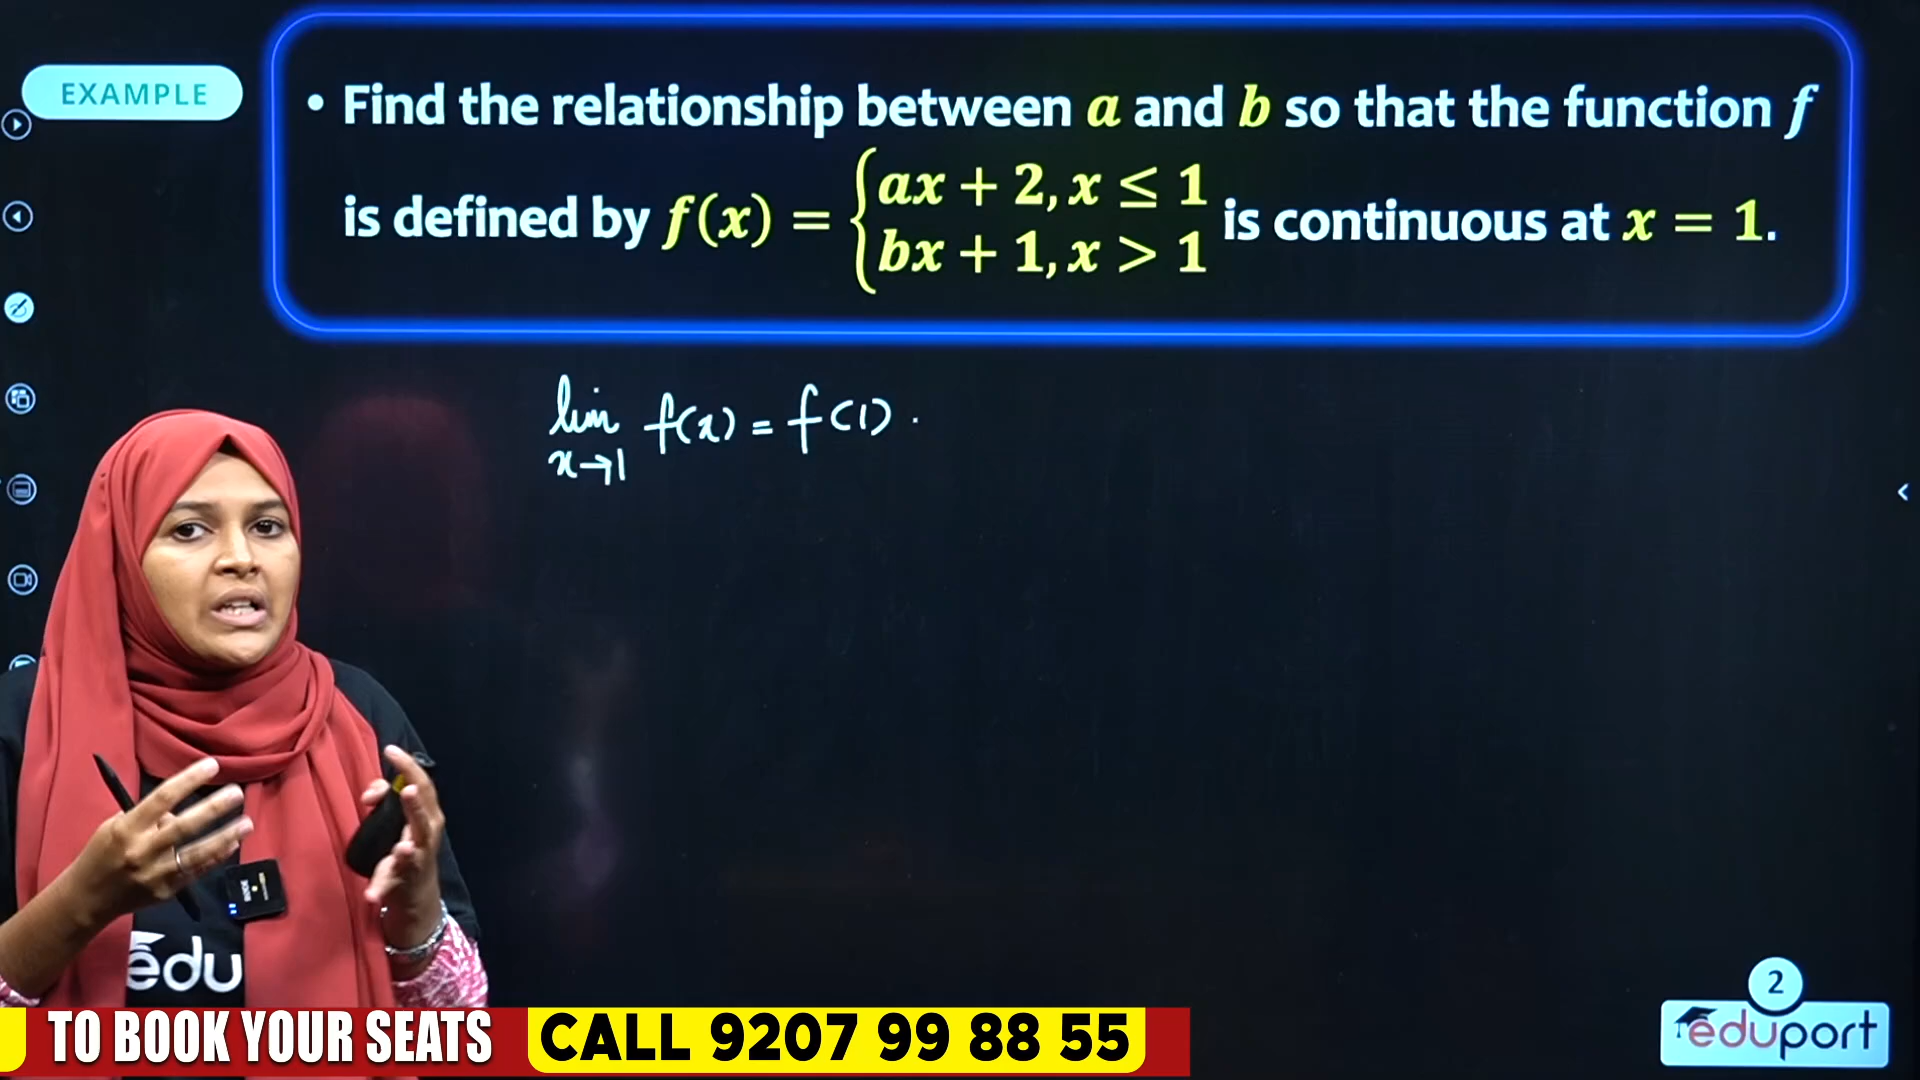 EXAMPLE
• Find the relationship between a and b so that the function f
is defined by f(x) = {ax + 2, x ≤ 1
bx + 1, x > 1 is continuous at x = 1.
lim f(x) = f(1).
x→1
edu
2
eduport
TO BOOK YOUR SEATS CALL 9207 99 88 55